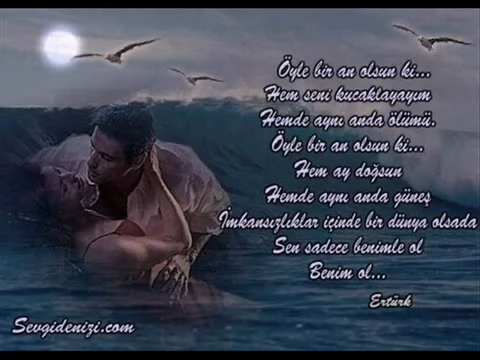 Öyle bir an olsun ki...
Hem seni kucaklayayım
Hemde aynı anda ölümü.
Öyle bir an olsun ki...
Hem ay doğsun
Hemde aynı anda güneş
İmkansızlıklar içinde bir dünya olsada
Sen sadece benimle ol
Benim ol...
Ertürk
Sevgidenizi.com